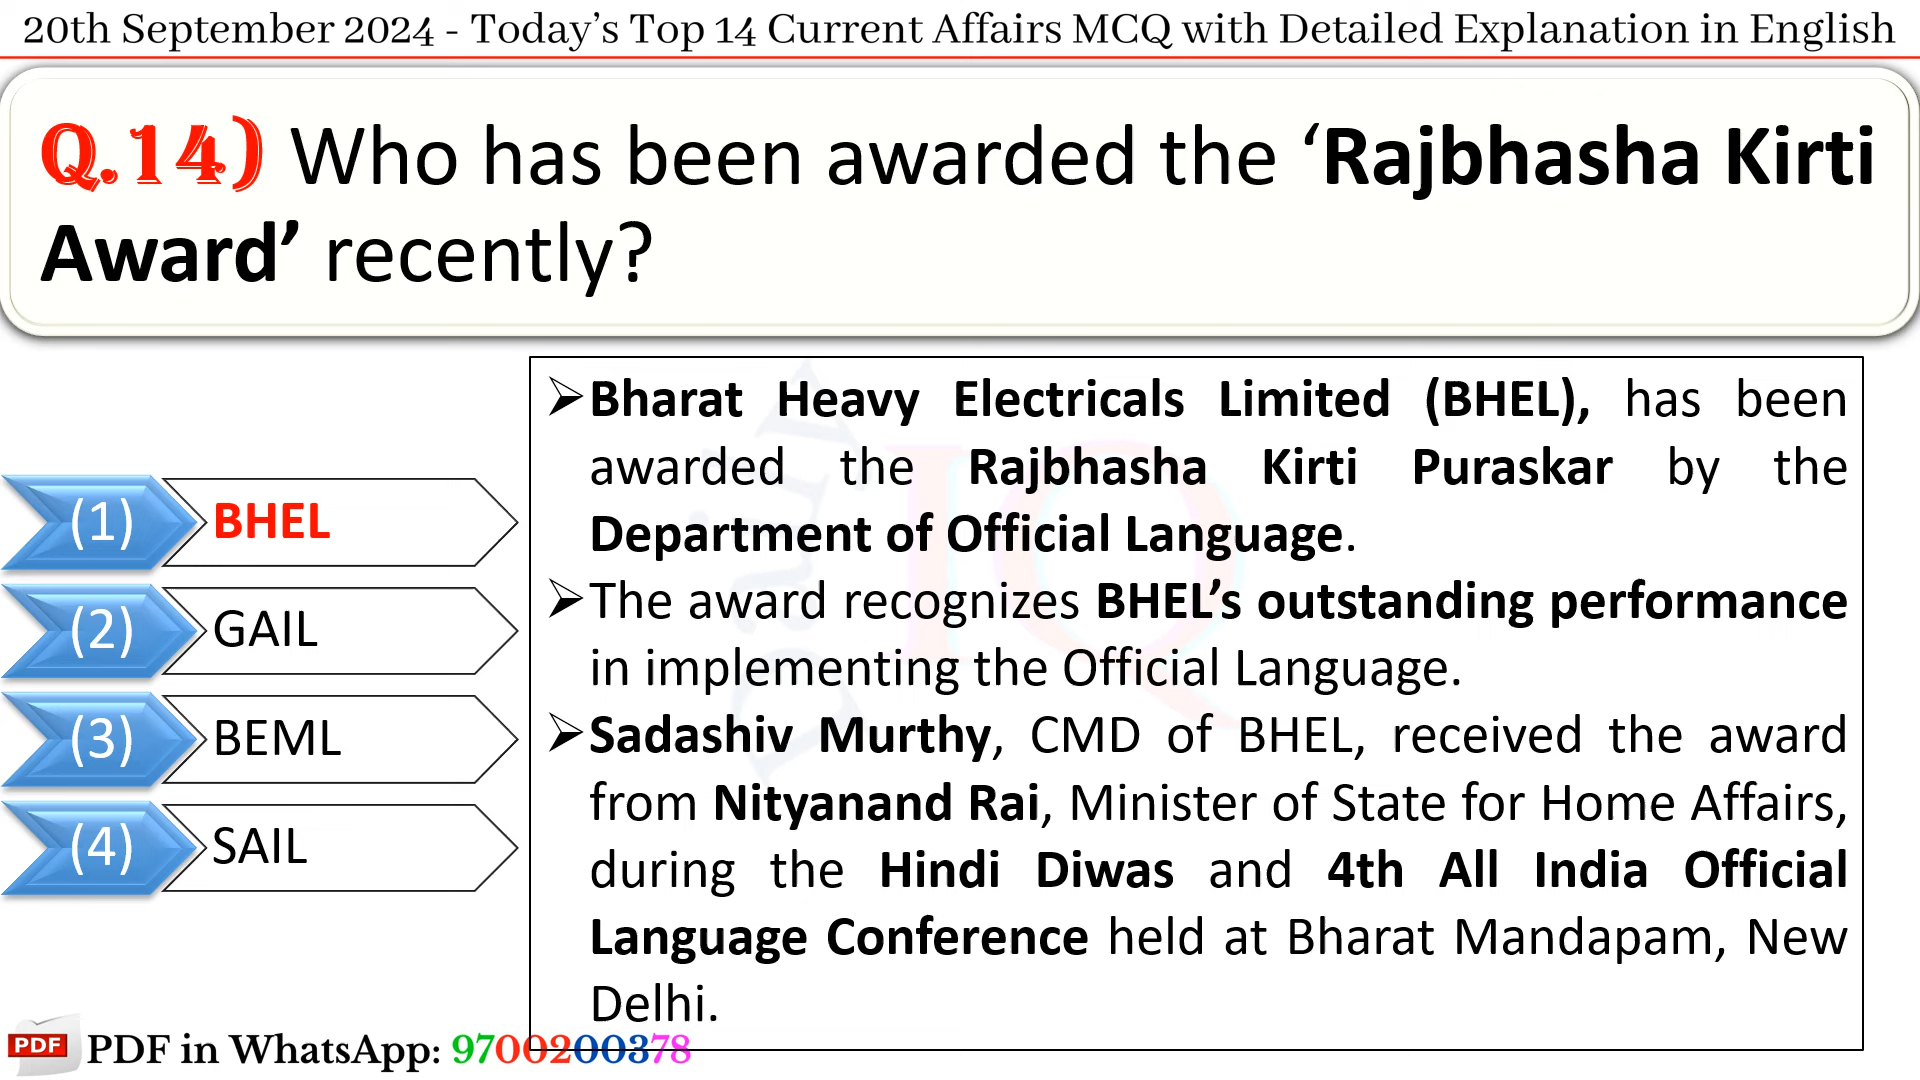 20th September 2024 - Today's Top 14 Current Affairs MCQ with Detailed Explanation in English
Q.14) Who has been awarded the ‘Rajbhasha Kirti
Award’ recently?
(1) BHEL
(2) GAIL
(3) BEML
(4) SAIL
➢Bharat Heavy Electricals Limited (BHEL), has been
awarded the Rajbhasha Kirti Puraskar by the
Department of Official Language.
➢The award recognizes BHEL’s outstanding performance
in implementing the Official Language.
➢Sadashiv Murthy, CMD of BHEL, received the award
from Nityanand Rai, Minister of State for Home Affairs,
during the Hindi Diwas and 4th All India Official
Language Conference held at Bharat Mandapam, New
Delhi.
Daily IQ
PDF PDF in WhatsApp: 9700200378